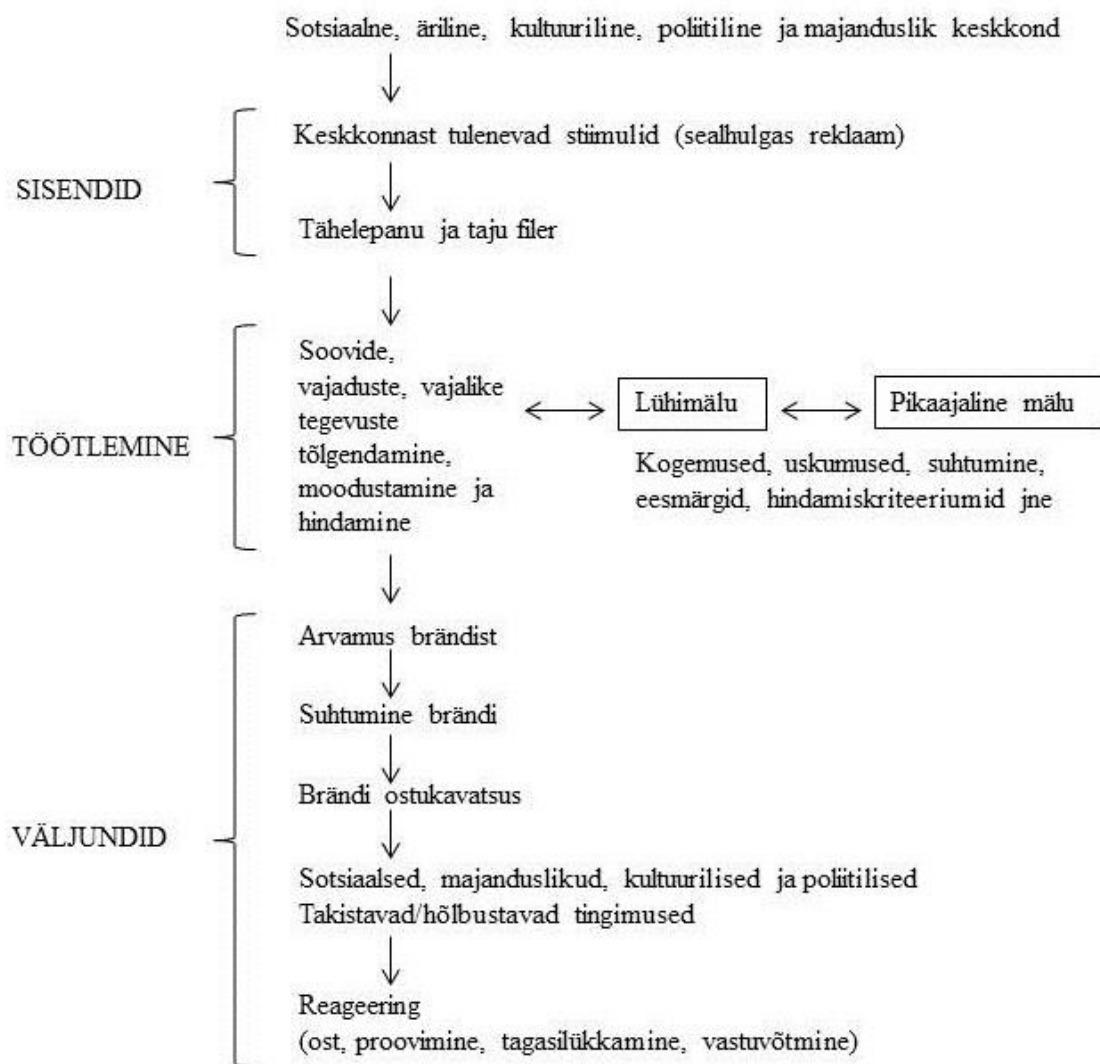 Sotsiaalne, äriline, kultuuriline, poliitiline ja majanduslik keskkond
SISENDID
Keskkonnast tulenevad stiimulid (sealhulgas reklaam)
Tähelepanu ja taju filer
TÖÖTLEMINE
Soovide,
vajaduste, vajalike
tegevuste
tõlgendamine,
moodustamine ja
hindamine
Lühimälu
Pikaajaline mälu
Kogemused, uskumused, suhtumine,
eesmärgid, hindamiskriteeriumid jne
VÄLJUNDID
Arvamus brändist
Suhtumine brändi
Brändi ostukavatsus
Sotsiaalsed, majanduslikud, kultuurilised ja poliitilised
Takistavad/hõlbustavad tingimused
Reageering
(ost, proovimine, tagasilükkamine, vastuvõtmine)